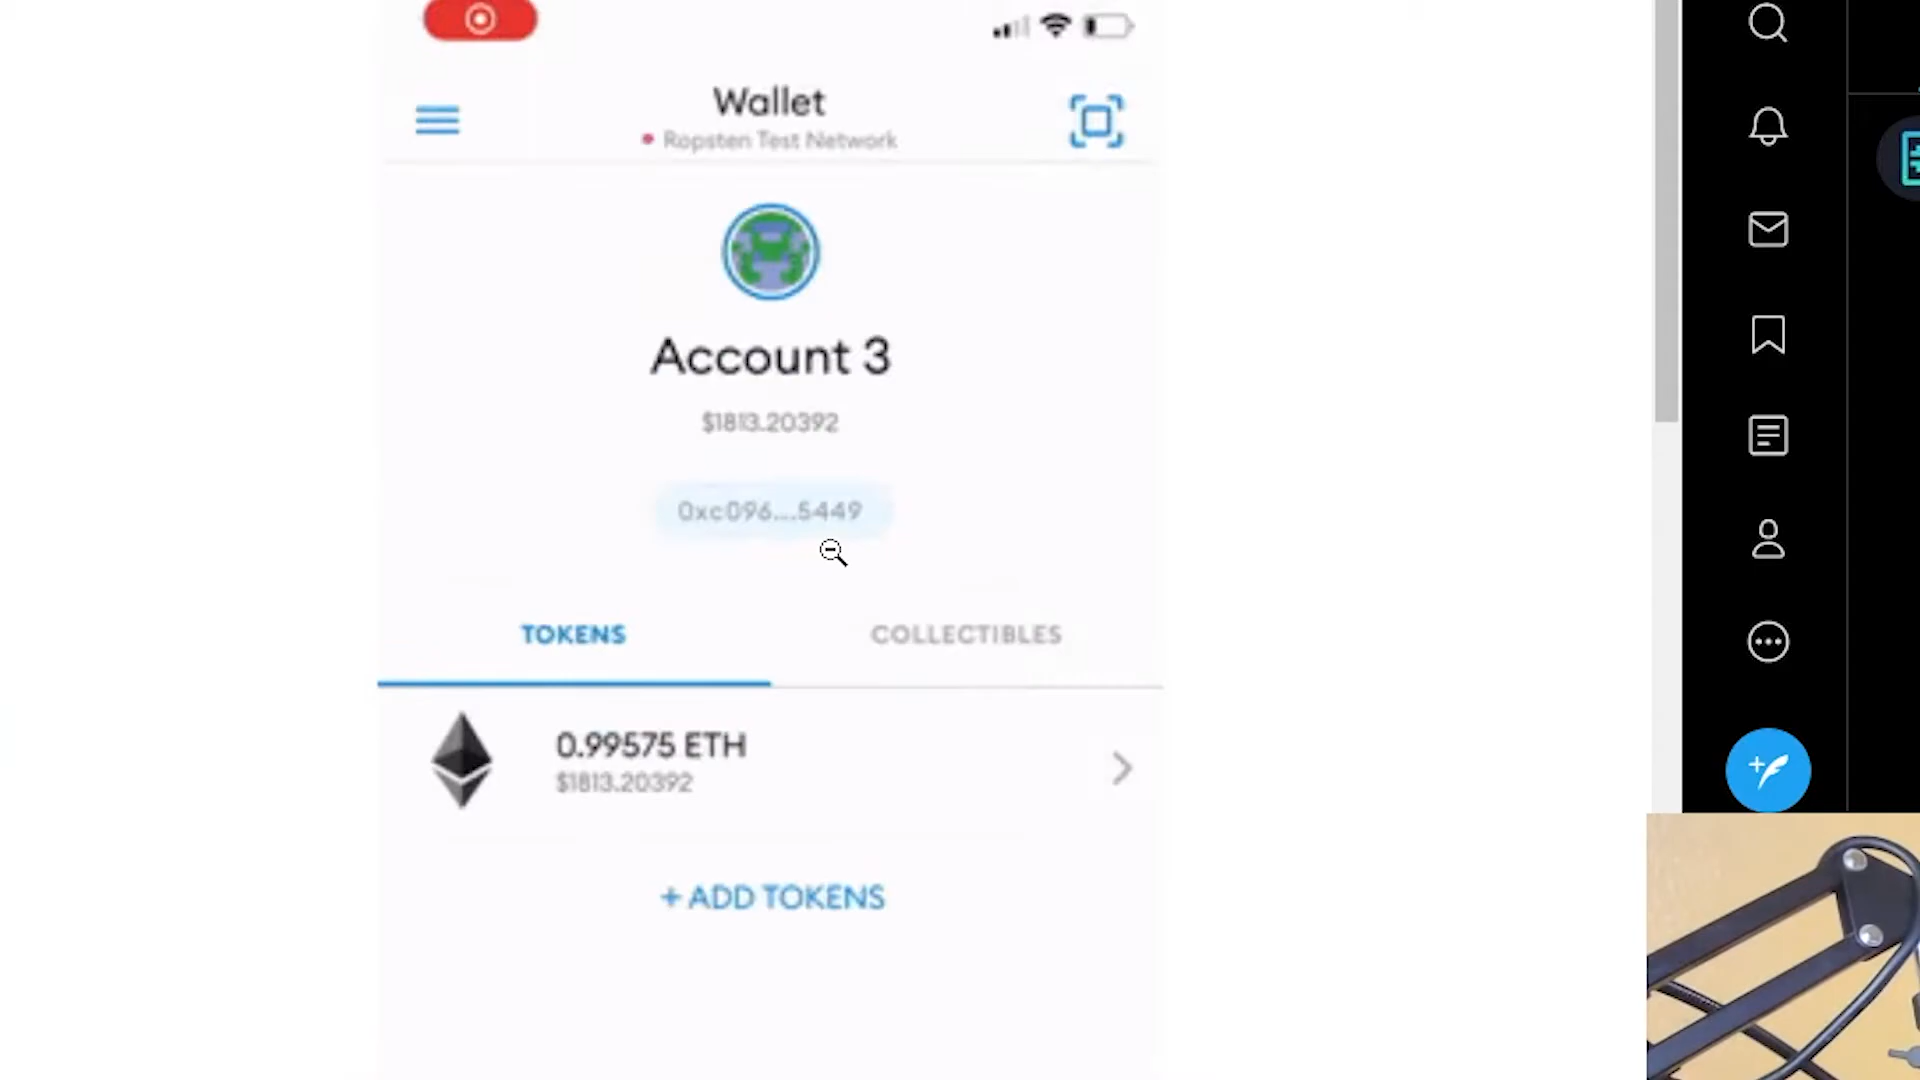 Wallet
Ropsten Test Network
Account 3
$1813.20392
0xc096...5449
TOKENS
COLLECTIBLES
0.99575 ETH
$1813.20392
+ ADD TOKENS